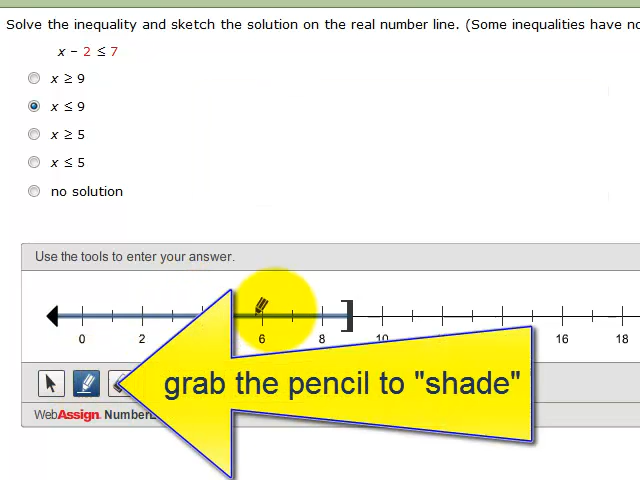 Solve the inequality and sketch the solution on the real number line. (Some inequalities have no
x − 2 ≤ 7
x ≥ 9
x ≤ 9
x ≥ 5
x ≤ 5
no solution
Use the tools to enter your answer.
0 2 6 8 10 16 18
grab the pencil to "shade"
WebAssign. Number